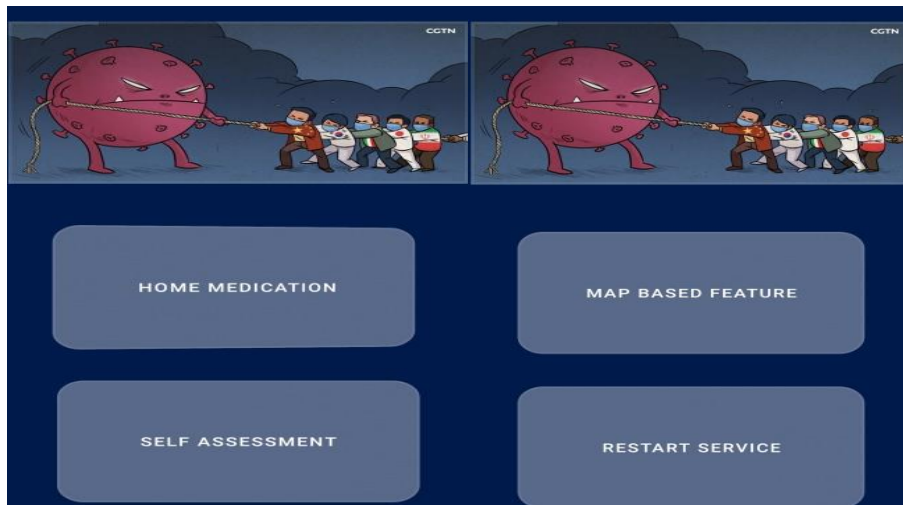 CGTN
CGTN
HOME MEDICATION
MAP BASED FEATURE
SELF ASSESSMENT
RESTART SERVICE